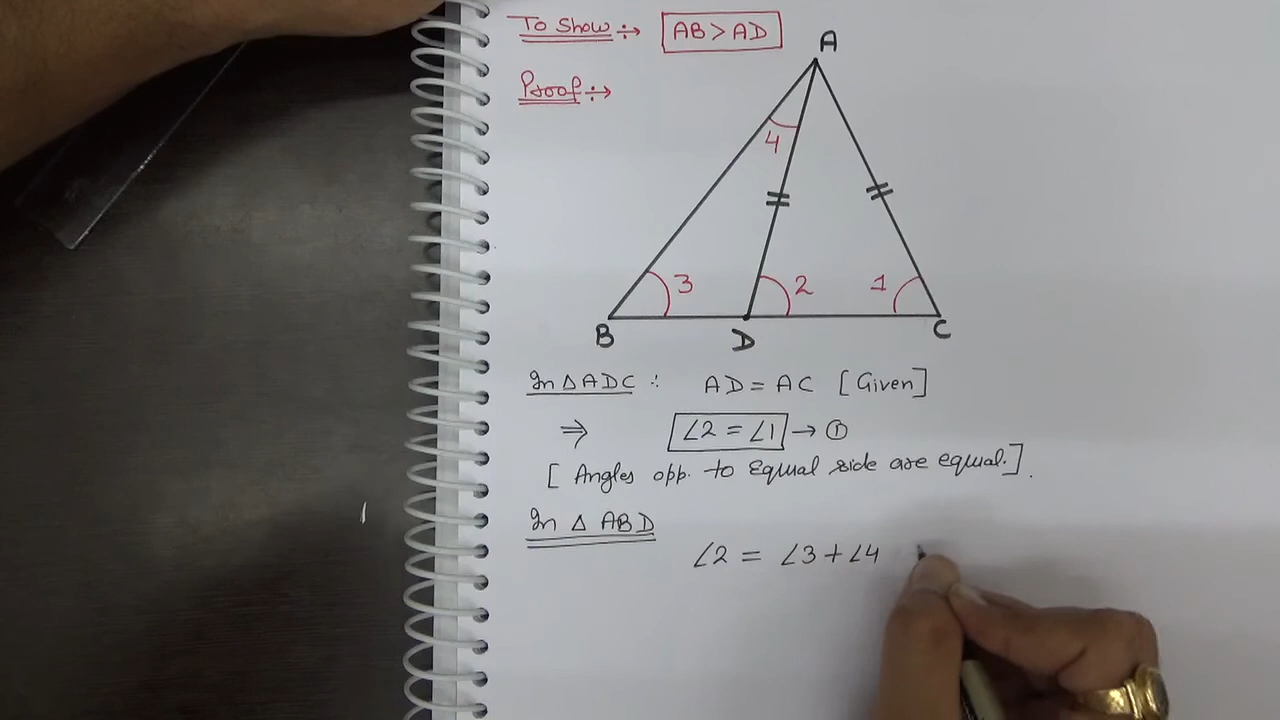 To Show ÷→ AB > AD
Proof ÷→
A
4
3
2
1
B
D
C
In Δ ADC ∴ AD = AC [Given]
⇒ ∠2 = ∠1 → ①
[ Angles opp. to Equal side are equal. ].
In Δ ABD
∠2 = ∠3 + ∠4